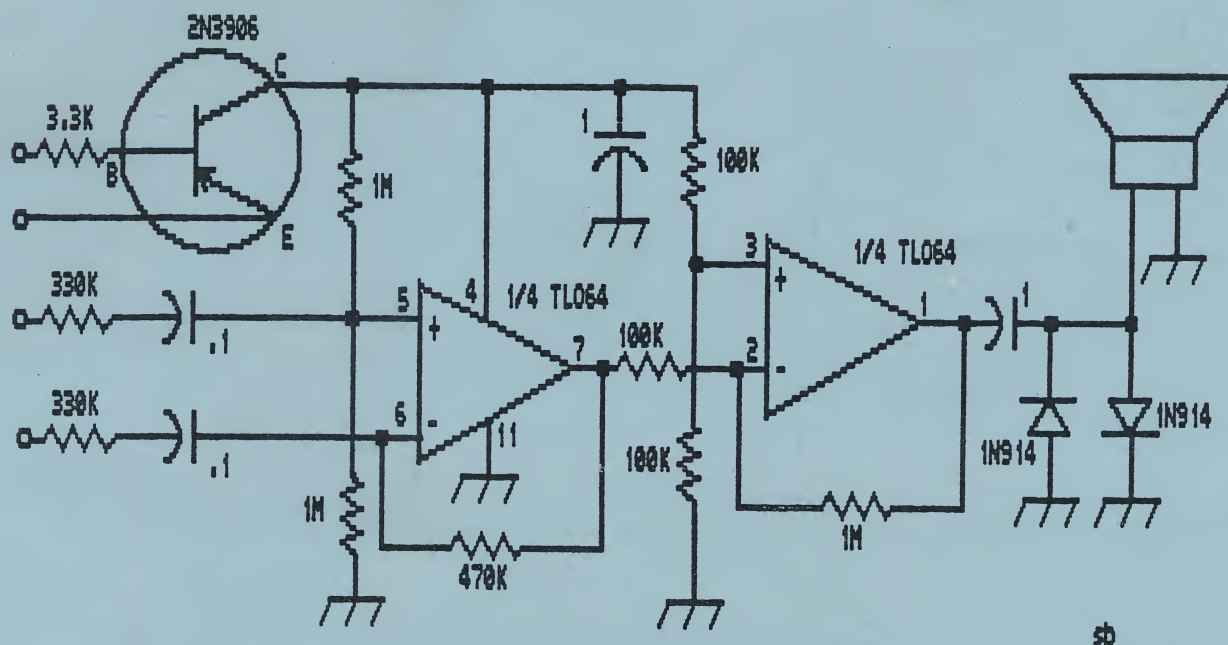 2N3906
C
3.3K
B
E
1M
1
100K
330K
.1
5
+
4
1/4 TL064
7
100K
3
+
1/4 TL064
1
1
2
-
330K
.1
6
-
11
1M
470K
100K
1M
1N914
1N914
sb